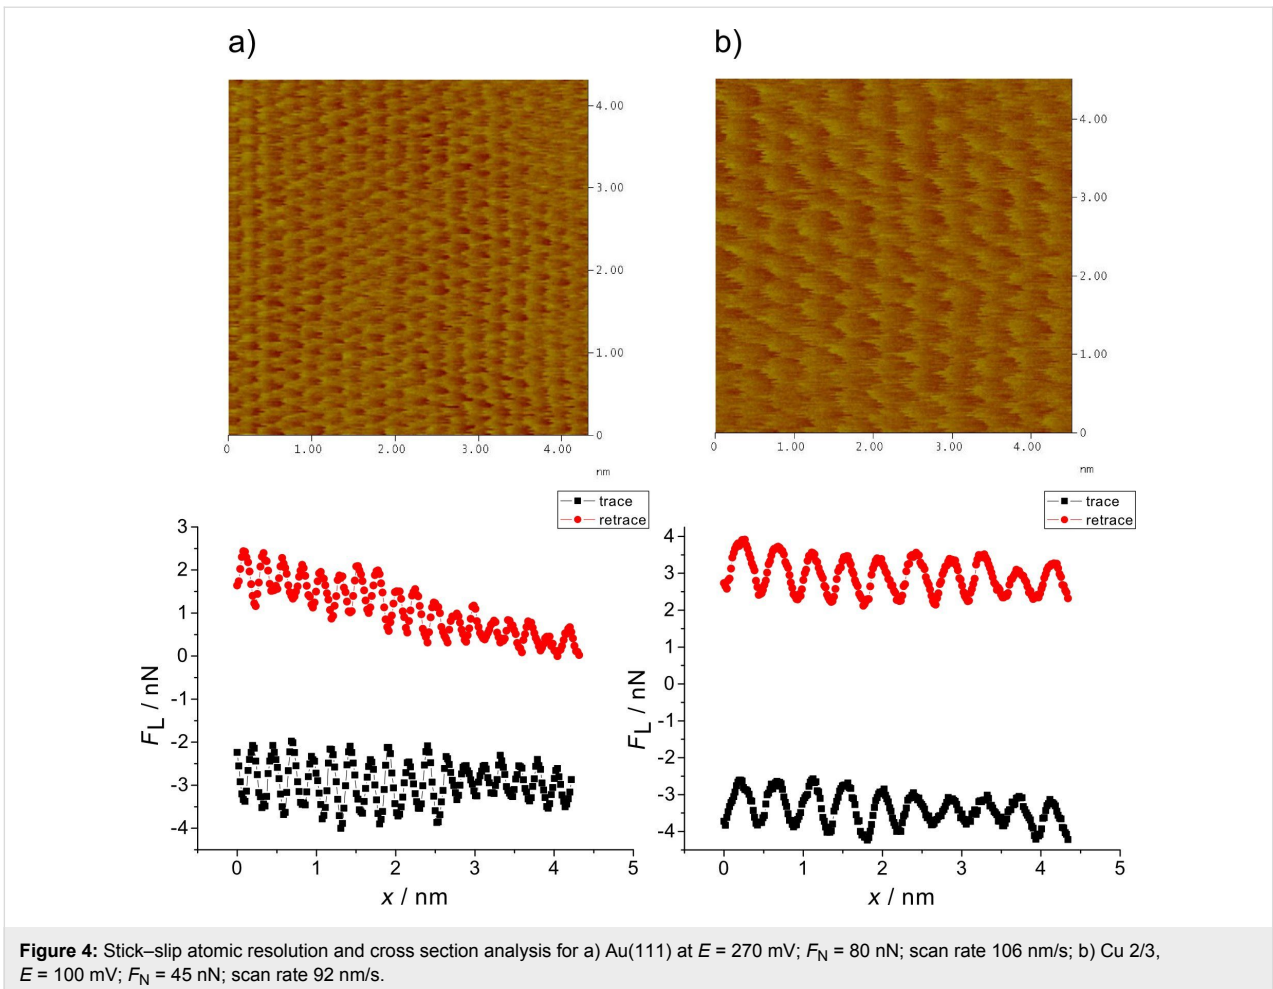 a)
b)
4.00
3.00
2.00
1.00
0
0 1.00 2.00 3.00 4.00
nm
4.00
3.00
2.00
1.00
0
0 1.00 2.00 3.00 4.00
nm
trace
retrace
3
2
1
0
-1
-2
-3
-4
F_L / nN
0 1 2 3 4 5
x / nm
trace
retrace
4
3
2
1
0
-1
-2
-3
-4
F_L / nN
0 1 2 3 4 5
x / nm
Figure 4: Stick–slip atomic resolution and cross section analysis for a) Au(111) at E = 270 mV; F_N = 80 nN; scan rate 106 nm/s; b) Cu 2/3,
E = 100 mV; F_N = 45 nN; scan rate 92 nm/s.